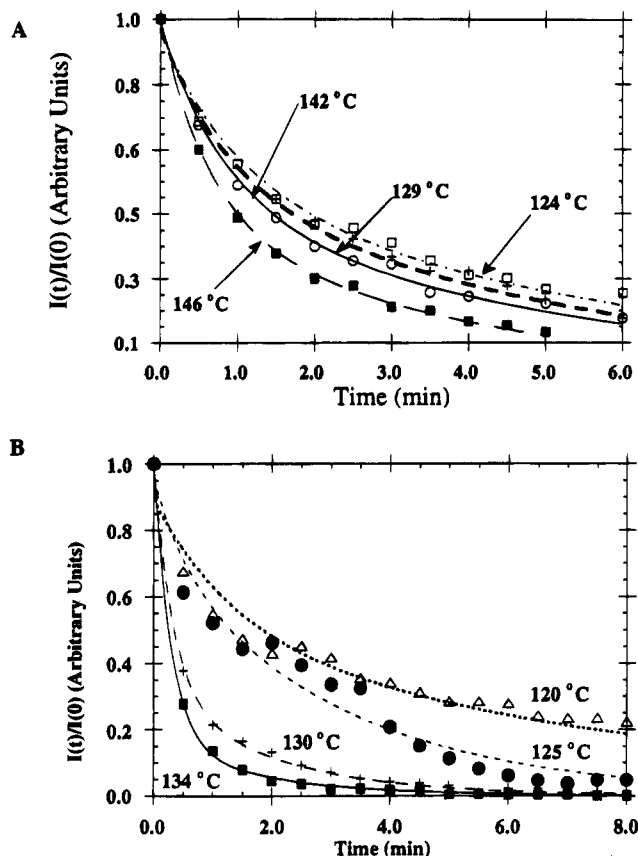 A
I(t)/I(0) (Arbitrary Units)
1.0
0.8
0.6
0.5
0.3
0.1
142 °C
129 °C
124 °C
146 °C
0.0 1.0 2.0 3.0 4.0 5.0 6.0
Time (min)
B
I(t)/I(0) (Arbitrary Units)
1.0
0.8
0.6
0.4
0.2
0.0
120 °C
125 °C
130 °C
134 °C
0.0 2.0 4.0 6.0 8.0
Time (min)